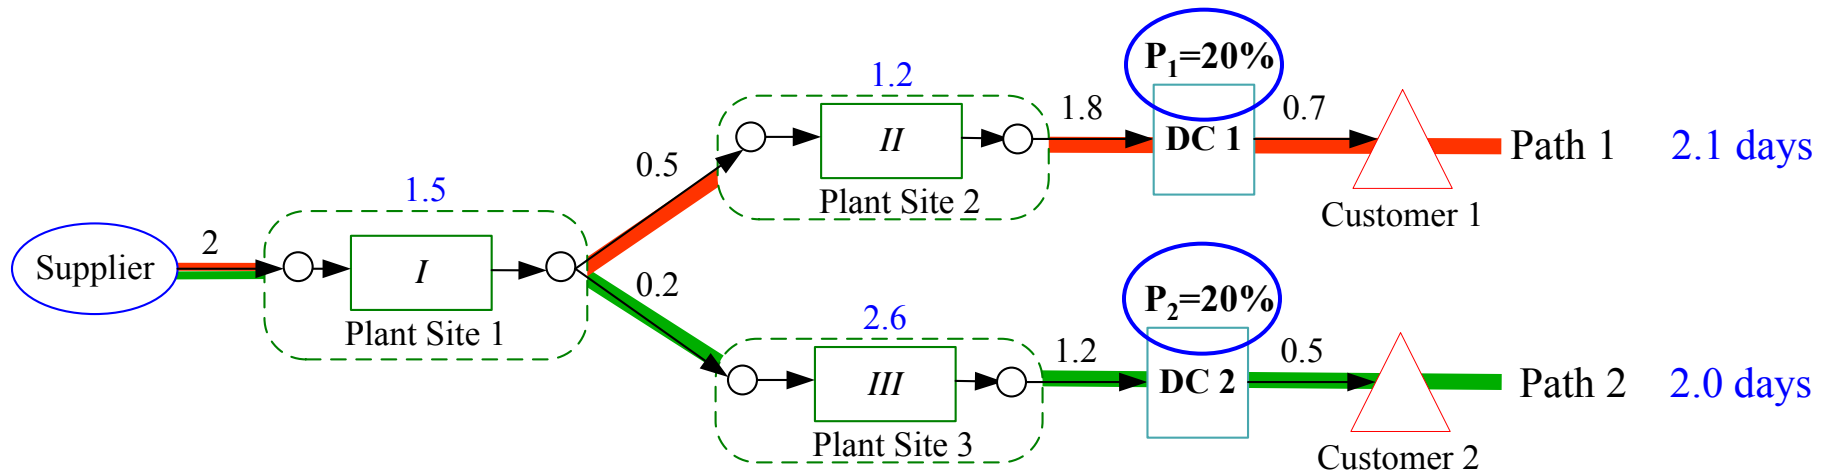 P₁=20%
1.2
1.8
0.7
II
DC 1
Path 1 2.1 days
0.5
1.5
Plant Site 2
Customer 1
2
Supplier
I
0.2
P₂=20%
Plant Site 1
2.6
1.2
0.5
III
DC 2
Path 2 2.0 days
Plant Site 3
Customer 2